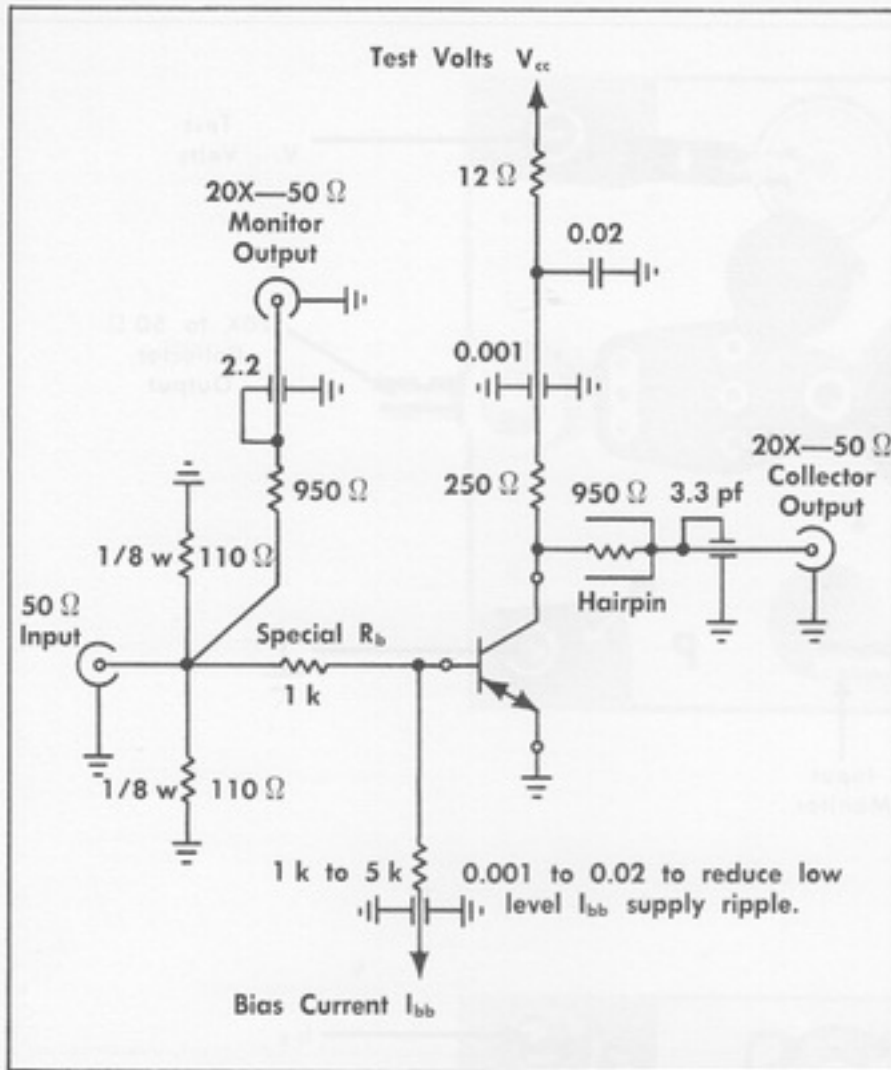 Test Volts Vcc
12 Ω
20X—50 Ω
Monitor
Output
0.02
2.2
0.001
20X—50 Ω
Collector
Output
950 Ω
250 Ω
950 Ω
3.3 pf
1/8 w
110 Ω
Hairpin
50 Ω
Input
Special Rb
1 k
1/8 w
110 Ω
1 k to 5 k
0.001 to 0.02 to reduce low
level Ibb supply ripple.
Bias Current Ibb